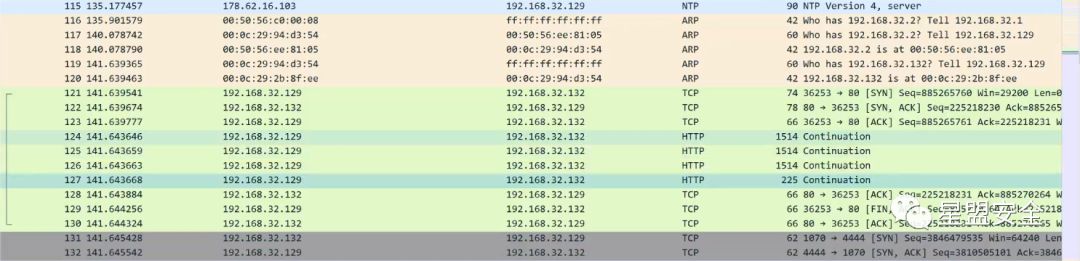 115 135.177457 178.62.16.103 192.168.32.129 NTP 90 NTP Version 4, server
116 135.901579 00:50:56:c0:00:08 ff:ff:ff:ff:ff:ff ARP 42 Who has 192.168.32.2? Tell 192.168.32.1
117 140.078742 00:0c:29:94:d3:54 00:50:56:ee:81:05 ARP 60 Who has 192.168.32.2? Tell 192.168.32.129
118 140.078790 00:50:56:ee:81:05 00:0c:29:94:d3:54 ARP 42 192.168.32.2 is at 00:50:56:ee:81:05
119 141.639365 00:0c:29:94:d3:54 ff:ff:ff:ff:ff:ff ARP 60 Who has 192.168.32.132? Tell 192.168.32.129
120 141.639463 00:0c:29:2b:8f:ee 00:0c:29:94:d3:54 ARP 42 192.168.32.132 is at 00:0c:29:2b:8f:ee
121 141.639541 192.168.32.129 192.168.32.132 TCP 74 36253 → 80 [SYN] Seq=885265760 Win=29200 Len=0
122 141.639674 192.168.32.132 192.168.32.129 TCP 78 80 → 36253 [SYN, ACK] Seq=225218230 Ack=885265
123 141.639777 192.168.32.129 192.168.32.132 TCP 66 36253 → 80 [ACK] Seq=885265761 Ack=225218231 W
124 141.643646 192.168.32.129 192.168.32.132 HTTP 1514 Continuation
125 141.643659 192.168.32.129 192.168.32.132 HTTP 1514 Continuation
126 141.643663 192.168.32.129 192.168.32.132 HTTP 1514 Continuation
127 141.643668 192.168.32.129 192.168.32.132 HTTP 225 Continuation
128 141.643884 192.168.32.132 192.168.32.129 TCP 66 80 → 36253 [ACK] Seq=225218231 Ack=885270264 W
129 141.644256 192.168.32.129 192.168.32.132 TCP 66 36253 → 80 [FIN,
130 141.644324 192.168.32.132 192.168.32.129 TCP 66 80 → 36253 [ACK]
131 141.645428 192.168.32.132 192.168.32.129 TCP 62 1070 → 4444 [SYN] Seq=3846479535 Win=64240 Len
132 141.645542 192.168.32.129 192.168.32.132 TCP 62 4444 → 1070 [SYN, ACK] Seq=3810505101 Ack=3846
星盟安全